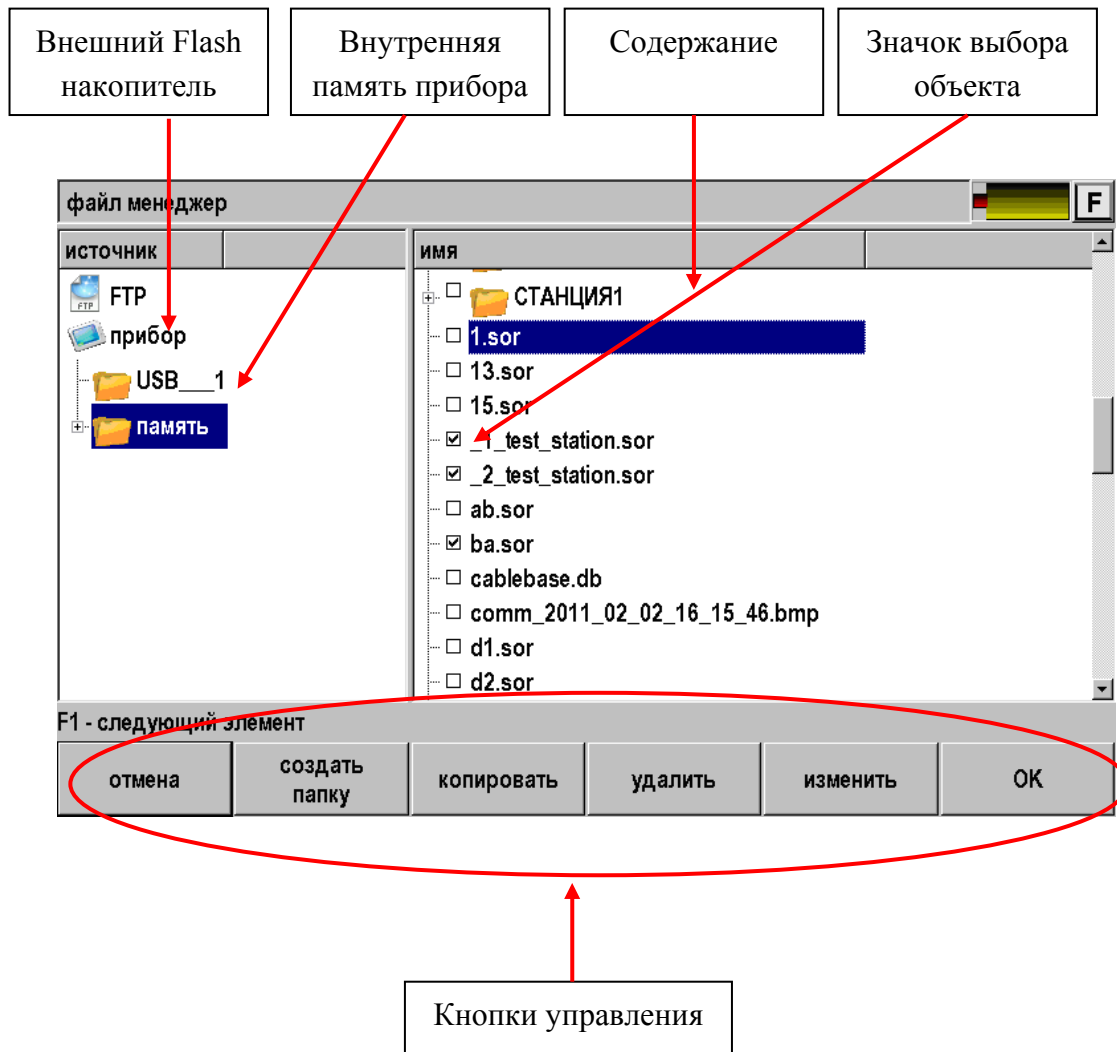 Внешний Flash
накопитель
Внутренняя
память прибора
Содержание
Значок выбора
объекта
файл менеджер
F
источник
имя
FTP
FTP
прибор
USB___1
память
СТАНЦИЯ1
1.sor
13.sor
15.sor
_1_test_station.sor
_2_test_station.sor
ab.sor
ba.sor
cablebase.db
comm_2011_02_02_16_15_46.bmp
d1.sor
d2.sor
F1 - следующий элемент
отмена
создать
папку
копировать
удалить
изменить
OK
Кнопки управления